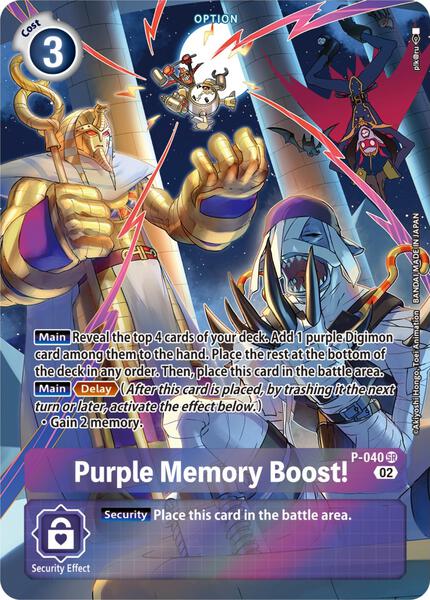 OPTION
Cost
3
plk@ru
Main Reveal the top 4 cards of your deck. Add 1 purple Digimon
card among them to the hand. Place the rest at the bottom of
the deck in any order. Then, place this card in the battle area.
Main Delay (After this card is placed, by trashing it the next
turn or later, activate the effect below.)
• Gain 2 memory.
©Akiyoshi Hongo, Toei Animation BANDAI, MADE IN JAPAN
P-040 SR
Purple Memory Boost!
02
Security Place this card in the battle area.
Security Effect